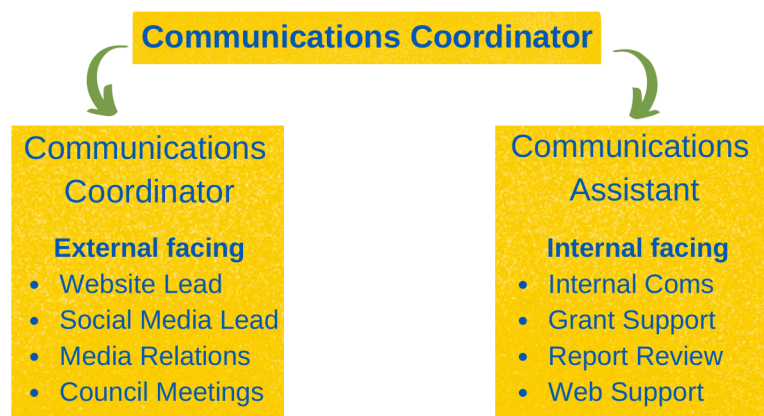 Communications Coordinator
Communications
Coordinator
External facing
• Website Lead
• Social Media Lead
• Media Relations
• Council Meetings
Communications
Assistant
Internal facing
• Internal Coms
• Grant Support
• Report Review
• Web Support